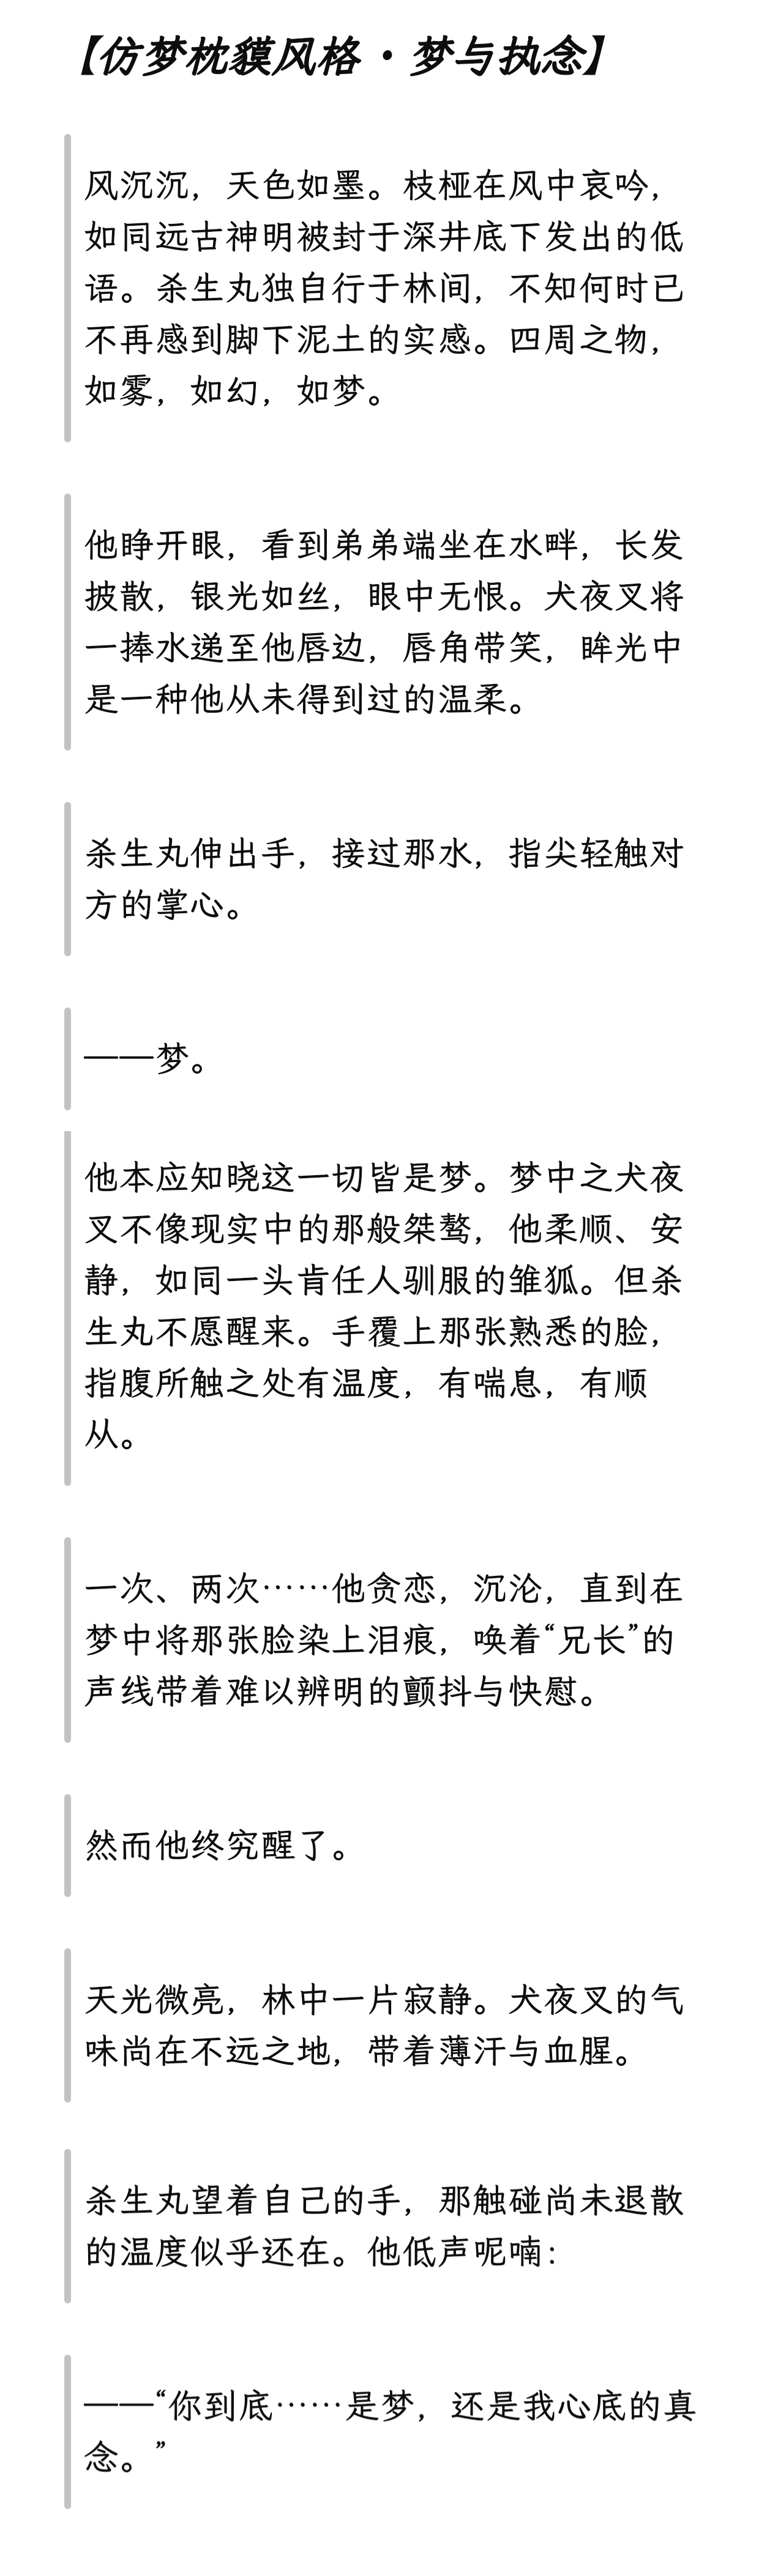 【仿梦枕貘风格·梦与执念】
风沉沉，天色如墨。枝桠在风中哀吟，
如同远古神明被封于深井底下发出的低
语。杀生丸独自行于林间，不知何时已
不再感到脚下泥土的实感。四周之物，
如雾，如幻，如梦。
他睁开眼，看到弟弟端坐在水畔，长发
披散，银光如丝，眼中无恨。犬夜叉将
一捧水递至他唇边，唇角带笑，眸光中
是一种他从未得到过的温柔。
杀生丸伸出手，接过那水，指尖轻触对
方的掌心。
——梦。
他本应知晓这一切皆是梦。梦中之犬夜
叉不像现实中的那般桀骜，他柔顺、安
静，如同一头肯任人驯服的雏狐。但杀
生丸不愿醒来。手覆上那张熟悉的脸，
指腹所触之处有温度，有喘息，有顺
从。
一次、两次……他贪恋，沉沦，直到在
梦中将那张脸染上泪痕，唤着“兄长”的
声线带着难以辨明的颤抖与快慰。
然而他终究醒了。
天光微亮，林中一片寂静。犬夜叉的气
味尚在不远之地，带着薄汗与血腥。
杀生丸望着自己的手，那触碰尚未退散
的温度似乎还在。他低声呢喃：
——“你到底……是梦，还是我心底的真
念。”